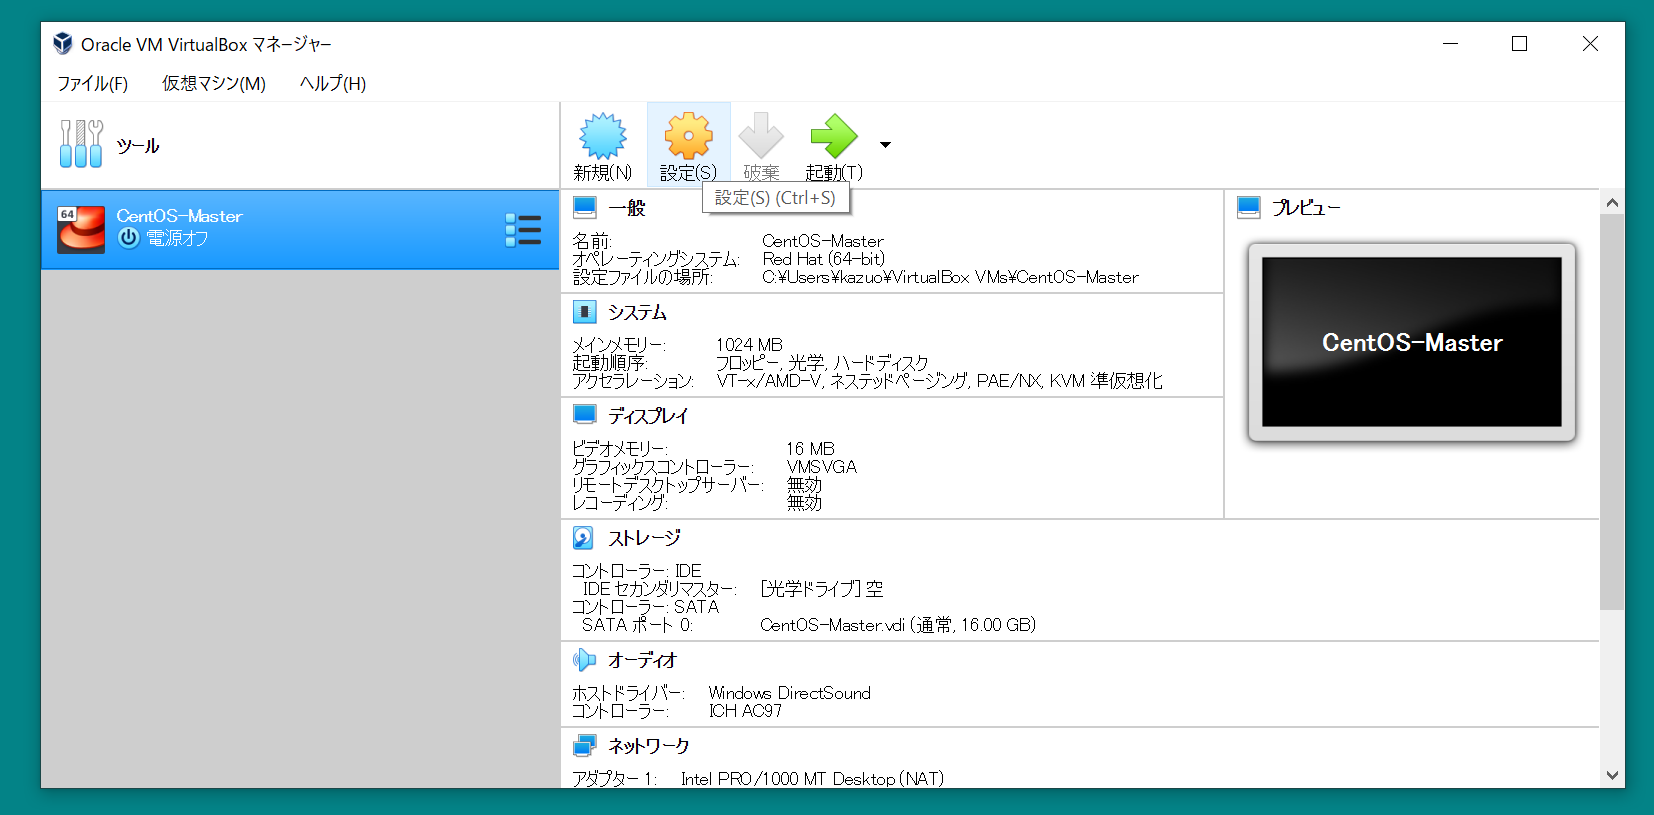 Oracle VM VirtualBox マネージャー
ファイル(F) 仮想マシン(M) ヘルプ(H)
ツール
新規(N) 設定(S) 破棄 起動(T)
設定(S) (Ctrl+S)
64
CentOS-Master
電源オフ
一般
名前: CentOS-Master
オペレーティングシステム: Red Hat (64-bit)
設定ファイルの場所: C:¥Users¥kazuo¥VirtualBox VMs¥CentOS-Master
システム
メインメモリー: 1024 MB
起動順序: フロッピー, 光学, ハードディスク
アクセラレーション: VT-x/AMD-V, ネステッドページング, PAE/NX, KVM 準仮想化
ディスプレイ
ビデオメモリー: 16 MB
グラフィックスコントローラー: VMSVGA
リモートデスクトップサーバー: 無効
レコーディング: 無効
ストレージ
コントローラー: IDE
IDE セカンダリマスター: [光学ドライブ] 空
コントローラー: SATA
SATA ポート 0: CentOS-Master.vdi (通常, 16.00 GB)
オーディオ
ホストドライバー: Windows DirectSound
コントローラー: ICH AC97
ネットワーク
アダプター 1: Intel PRO/1000 MT Desktop (NAT)
プレビュー
CentOS-Master